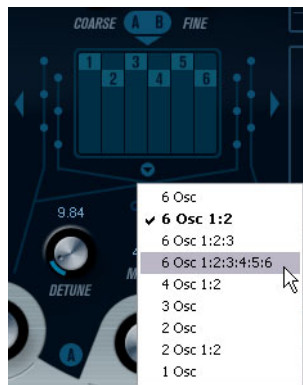 COARSE A B FINE
1 3 5
2 4 6
9.84
DETUNE
A
6 Osc
✓ 6 Osc 1:2
6 Osc 1:2:3
6 Osc 1:2:3:4:5:6
4 Osc 1:2
3 Osc
2 Osc
2 Osc 1:2
1 Osc